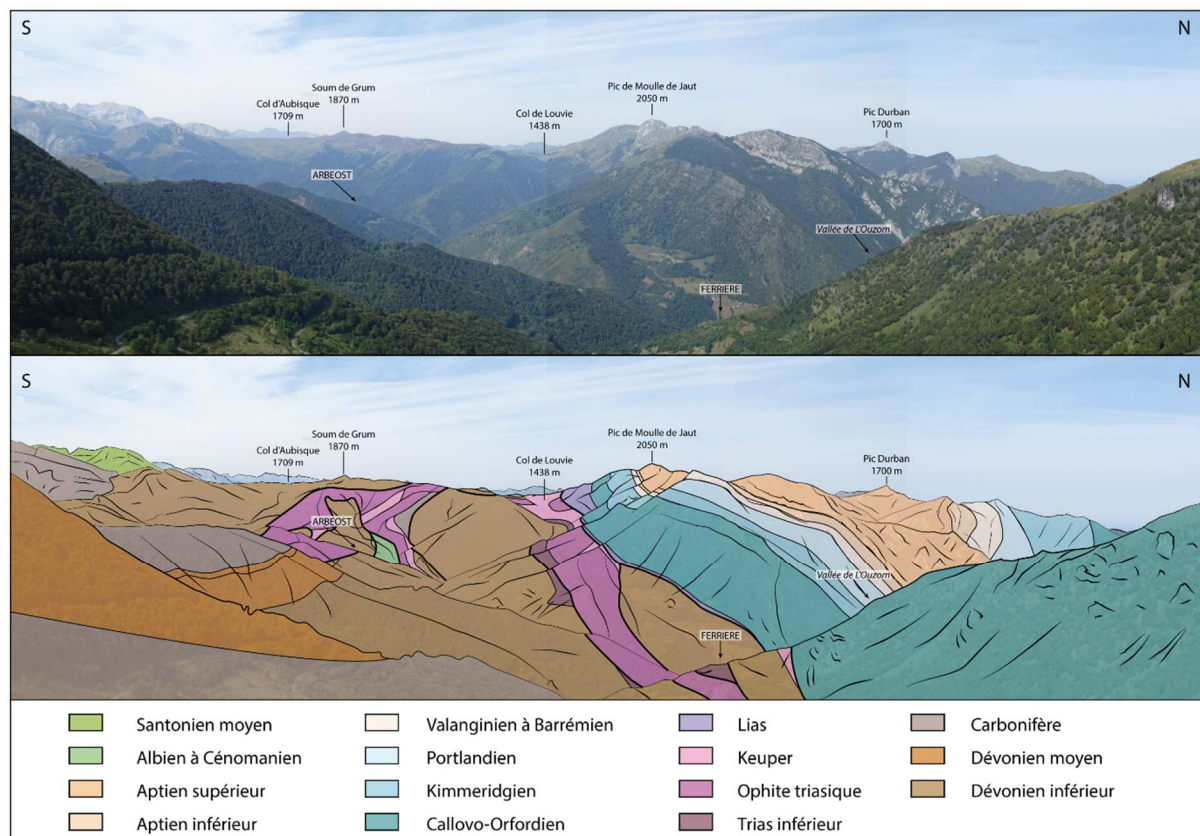 S
N
Pic de Moulle de Jaut
2050 m
Soum de Grum
1870 m
Col d'Aubisque
1709 m
Col de Louvie
1438 m
Pic Durban
1700 m
ARBEOST
Vallée de L'Ouzom
FERRIERE
S
N
Pic de Moulle de Jaut
2050 m
Soum de Grum
1870 m
Col d'Aubisque
1709 m
Col de Louvie
1438 m
Pic Durban
1700 m
ARBEOST
Vallée de L'Ouzom
FERRIERE
Santonien moyen
Albien à Cénomanien
Aptien supérieur
Aptien inférieur
Valanginien à Barrémien
Portlandien
Kimmeridgien
Callovo-Orfordien
Lias
Keuper
Ophite triasique
Trias inférieur
Carbonifère
Dévonien moyen
Dévonien inférieur